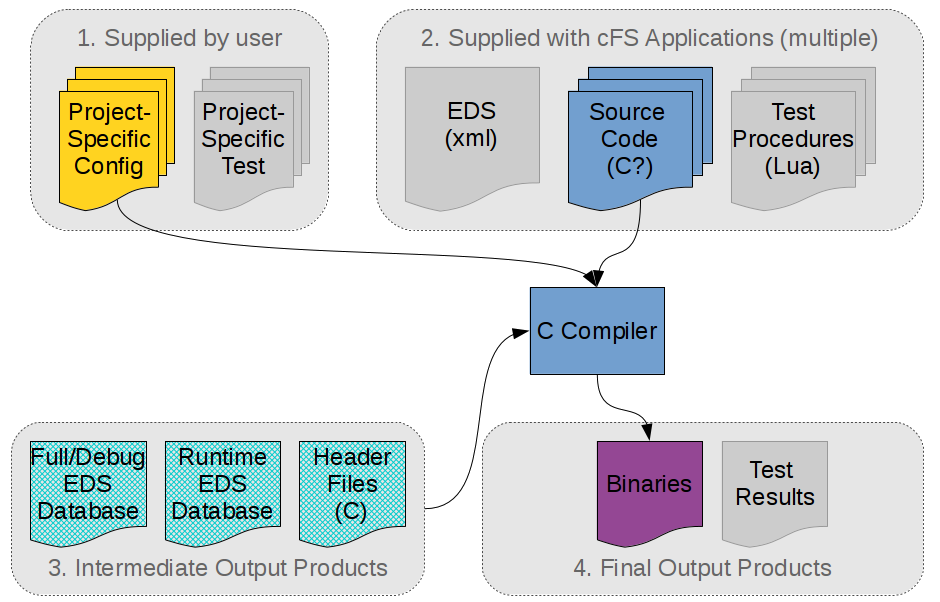 1. Supplied by user
2. Supplied with cFS Applications (multiple)
Project-
Specific
Config
Project-
Specific
Test
EDS
(xml)
Source
Code
(C?)
Test
Procedures
(Lua)
C Compiler
Full/Debug
EDS
Database
Runtime
EDS
Database
Header
Files
(C)
Binaries
Test
Results
3. Intermediate Output Products
4. Final Output Products